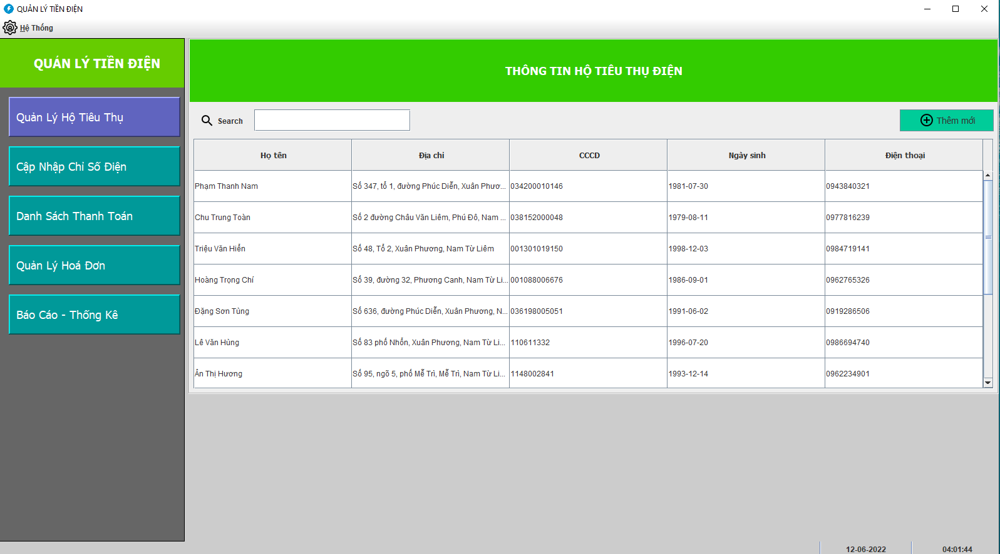 QUẢN LÝ TIỀN ĐIỆN
Hệ Thống
QUẢN LÝ TIỀN ĐIỆN
Quản Lý Hộ Tiêu Thụ
Cập Nhập Chỉ Số Điện
Danh Sách Thanh Toán
Quản Lý Hoá Đơn
Báo Cáo - Thống Kê
THÔNG TIN HỘ TIÊU THỤ ĐIỆN
Search
Thêm mới
Họ tên Địa chỉ CCCD Ngày sinh Điện thoại
Phạm Thanh Nam Số 347, tổ 1, đường Phúc Diễn, Xuân Phươ... 034200010146 1981-07-30 0943840321
Chu Trung Toàn Số 2 đường Châu Văn Liêm, Phú Đô, Nam ... 038152000048 1979-08-11 0977816239
Triệu Văn Hiển Số 48, Tổ 2, Xuân Phương, Nam Từ Liêm 001301019150 1998-12-03 0984719141
Hoàng Trọng Chí Số 39, đường 32, Phương Canh, Nam Từ Li... 001088006676 1986-09-01 0962765326
Đặng Sơn Tùng Số 636, đường Phúc Diễn, Xuân Phương, N... 036198005051 1991-06-02 0919286506
Lê Văn Hùng Số 83 phố Nhổn, Xuân Phương, Nam Từ Li... 110611332 1996-07-20 0986694740
Ân Thị Hương Số 95, ngõ 5, phố Mễ Trì, Mễ Trì, Nam Từ Li... 1148002841 1993-12-14 0962234901
12-06-2022 04:01:44